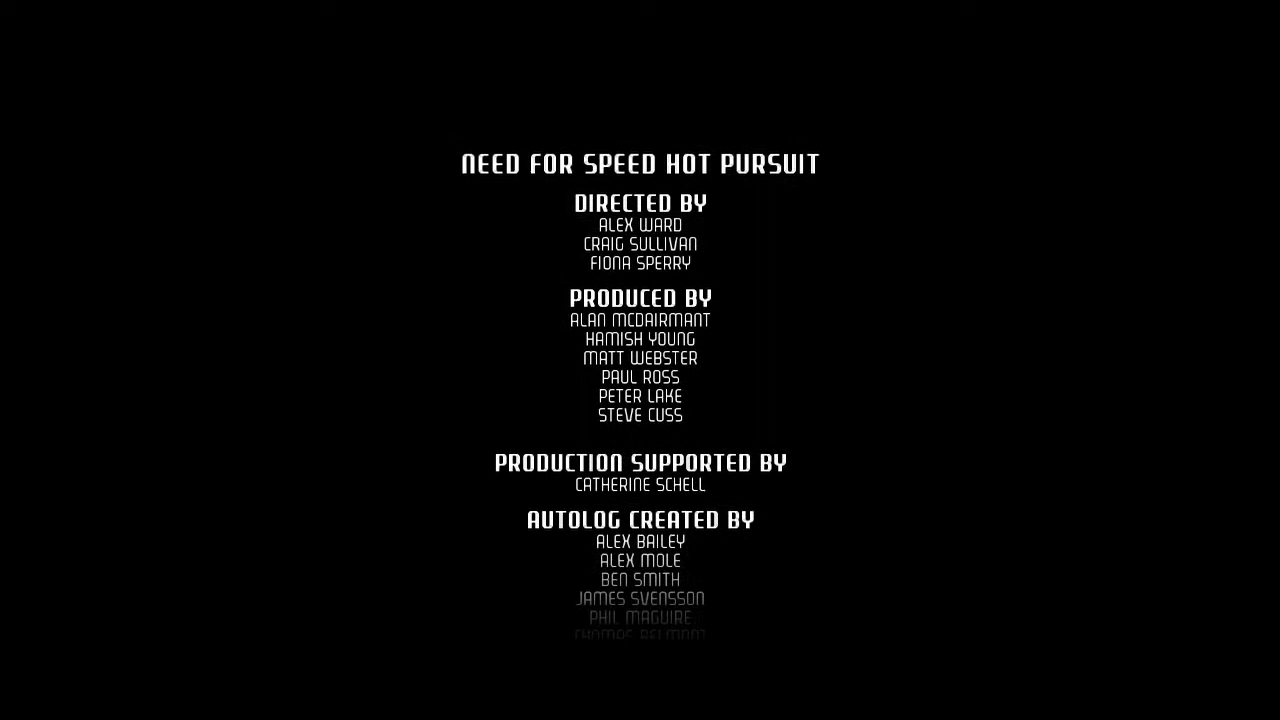 NEED FOR SPEED HOT PURSUIT
DIRECTED BY
ALEX WARD
CRAIG SULLIVAN
FIONA SPERRY
PRODUCED BY
ALAN MCDAIRMANT
HAMISH YOUNG
MATT WEBSTER
PAUL ROSS
PETER LAKE
STEVE CUSS
PRODUCTION SUPPORTED BY
CATHERINE SCHELL
AUTOLOG CREATED BY
ALEX BAILEY
ALEX MOLE
BEN SMITH
JAMES SVENSSON
PHIL MAGUIRE
THOMAS